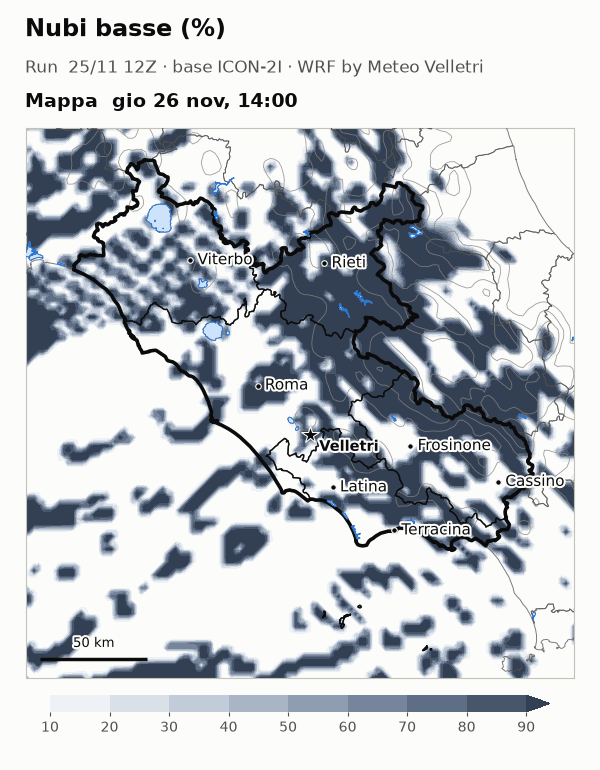 Nubi basse (%)
Run 25/11 12Z · base ICON-2I · WRF by Meteo Velletri
Mappa gio 26 nov, 14:00
Viterbo
Rieti
Roma
Velletri
Frosinone
Latina
Cassino
Terracina
50 km
10 20 30 40 50 60 70 80 90